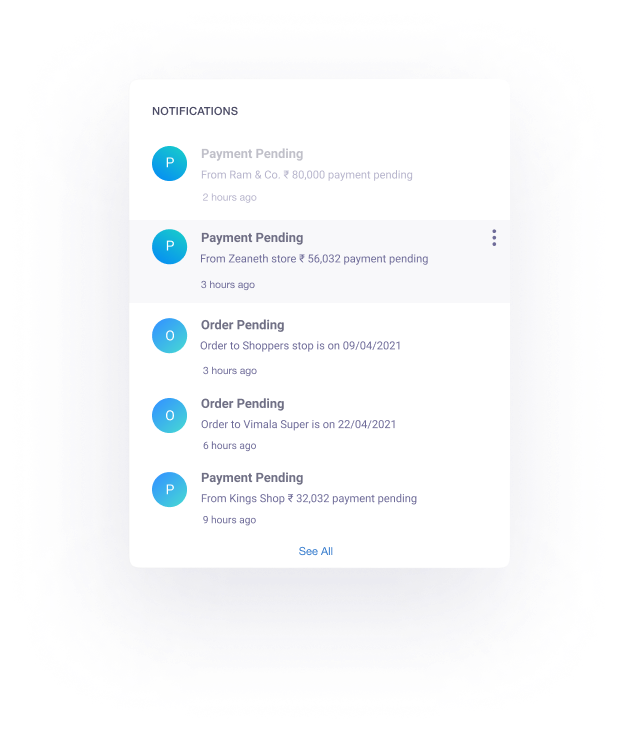 NOTIFICATIONS
P
Payment Pending
From Ram & Co. ₹ 80,000 payment pending
2 hours ago
P
Payment Pending
From Zeaneth store ₹ 56,032 payment pending
3 hours ago
O
Order Pending
Order to Shoppers stop is on 09/04/2021
3 hours ago
O
Order Pending
Order to Vimala Super is on 22/04/2021
6 hours ago
P
Payment Pending
From Kings Shop ₹ 32,032 payment pending
9 hours ago
See All